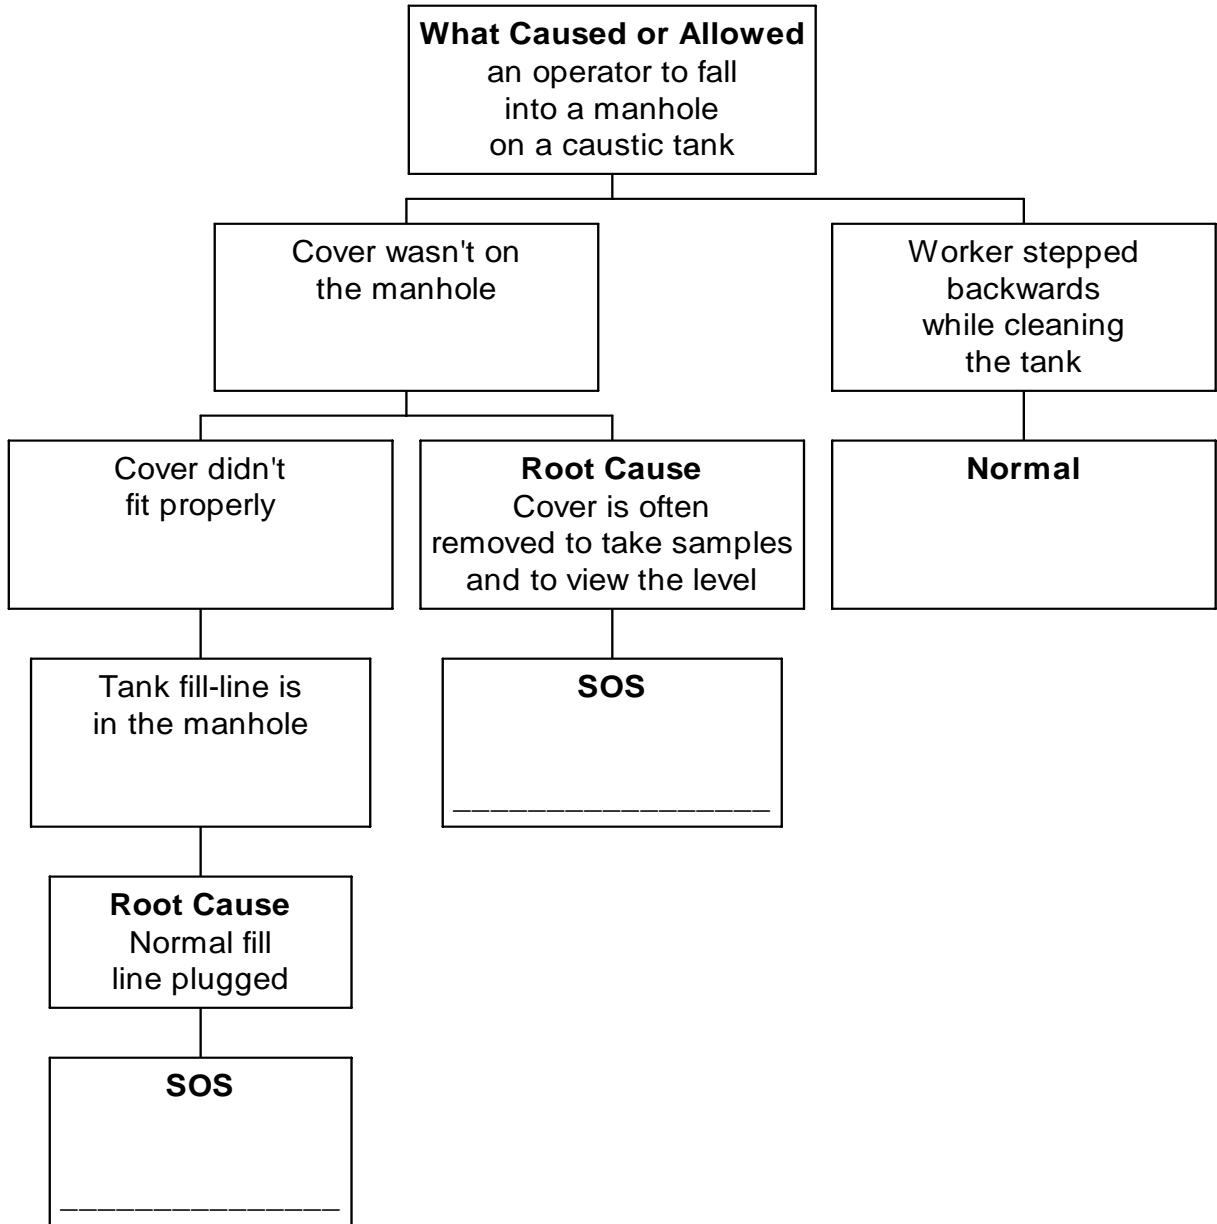 What Caused or Allowed
an operator to fall
into a manhole
on a caustic tank
Cover wasn't on
the manhole
Worker stepped
backwards
while cleaning
the tank
Cover didn't
fit properly
Root Cause
Cover is often
removed to take samples
and to view the level
Normal
Tank fill-line is
in the manhole
SOS
_________________
Root Cause
Normal fill
line plugged
SOS
_______________